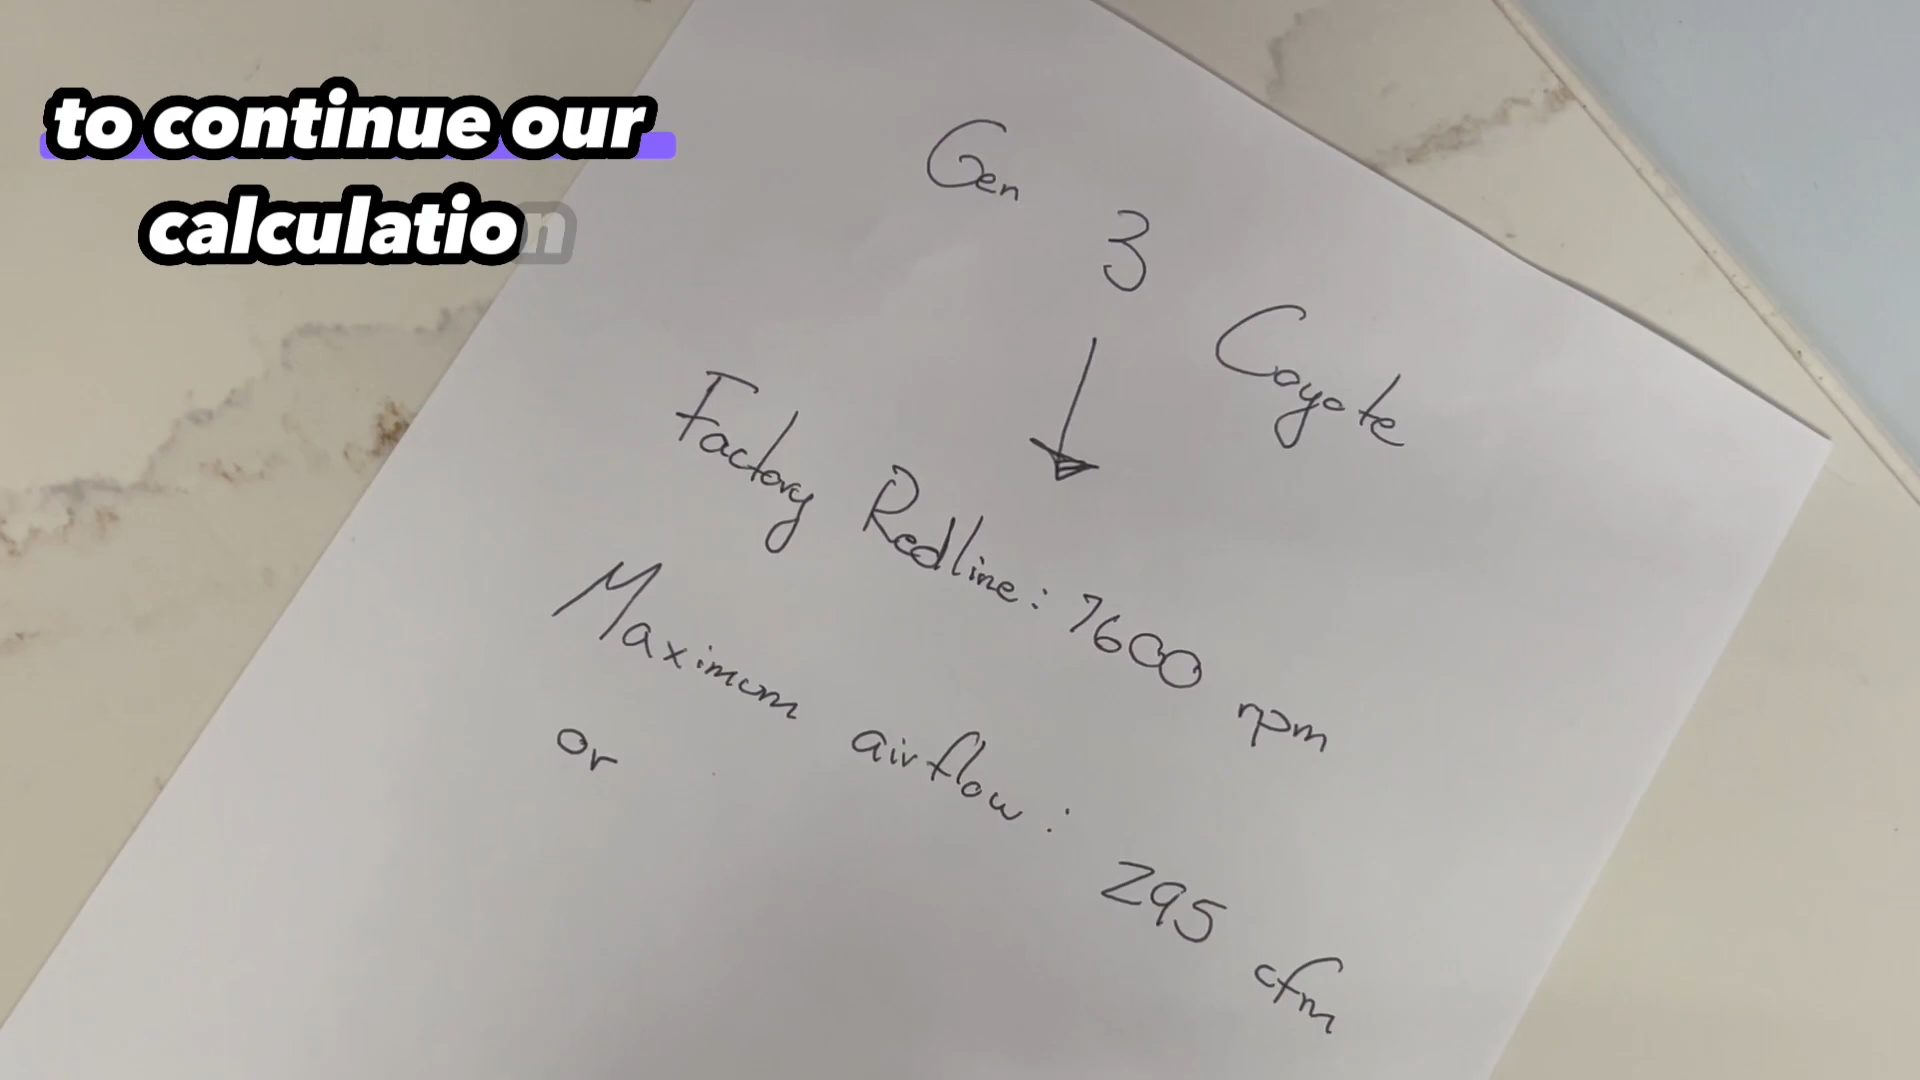 to continue our
calculation
Gen 3 Coyote
Factory Redline: 7600 rpm
Maximum airflow: 295 cfm
or